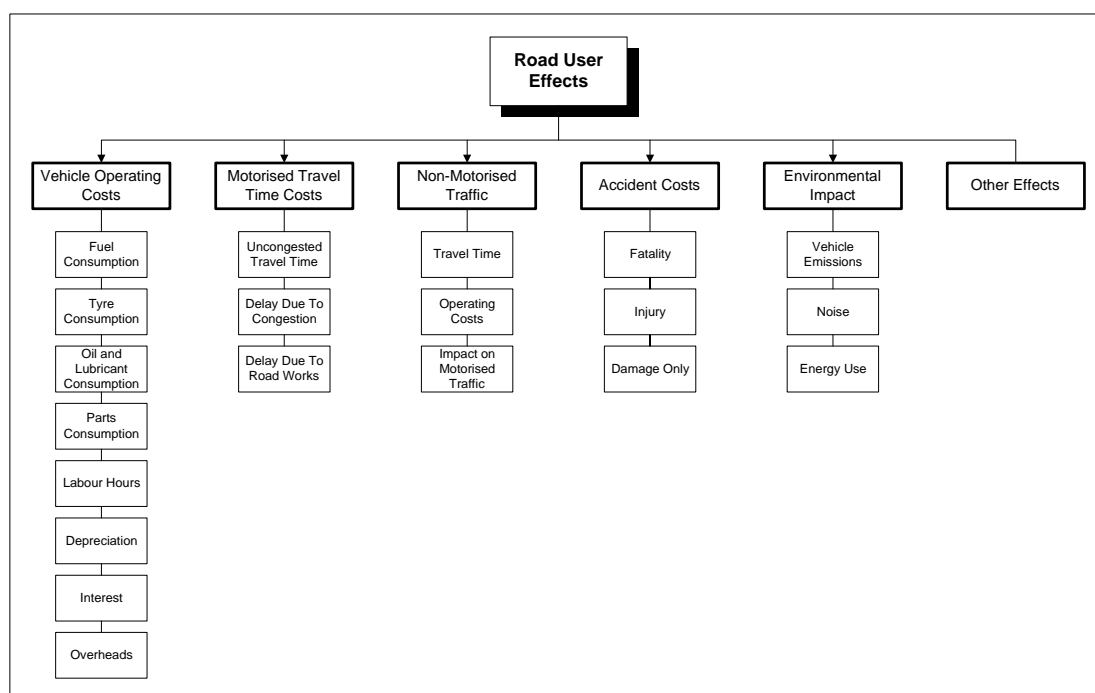 Road User
Effects
Vehicle Operating
Costs
Motorised Travel
Time Costs
Non-Motorised
Traffic
Accident Costs
Environmental
Impact
Other Effects
Fuel
Consumption
Tyre
Consumption
Oil and
Lubricant
Consumption
Parts
Consumption
Labour Hours
Depreciation
Interest
Overheads
Uncongested
Travel Time
Delay Due To
Congestion
Delay Due To
Road Works
Travel Time
Operating
Costs
Impact on
Motorised
Traffic
Fatality
Injury
Damage Only
Vehicle
Emissions
Noise
Energy Use